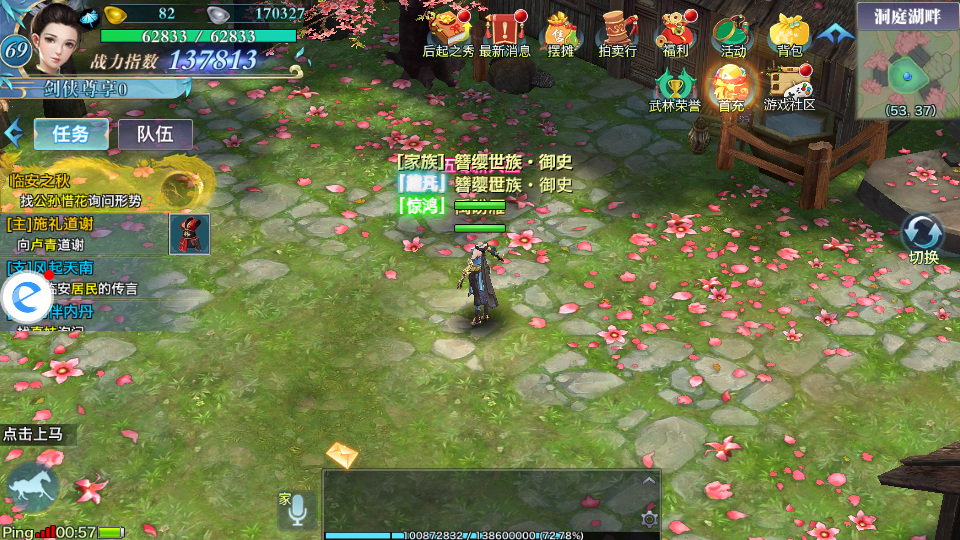 69
82
170327
62833 / 62833
战力指数 137813
剑侠尊享0
任务
队伍
临安之秋
找公孙惜花询问形势
[主]施礼道谢
向卢青道谢
[支]风起天南
临安居民的传言
伴内丹
点击上马
Ping
00:57
后起之秀
最新消息
摆摊
拍卖行
福利
活动
背包
武林荣誉
首充
游戏社区
洞庭湖畔
(53, 37)
[家族] 簪缨世族·御史
簪缨世族·御史
[惊鸿]
切换
家
100872832 / 138600000 (72.78%)